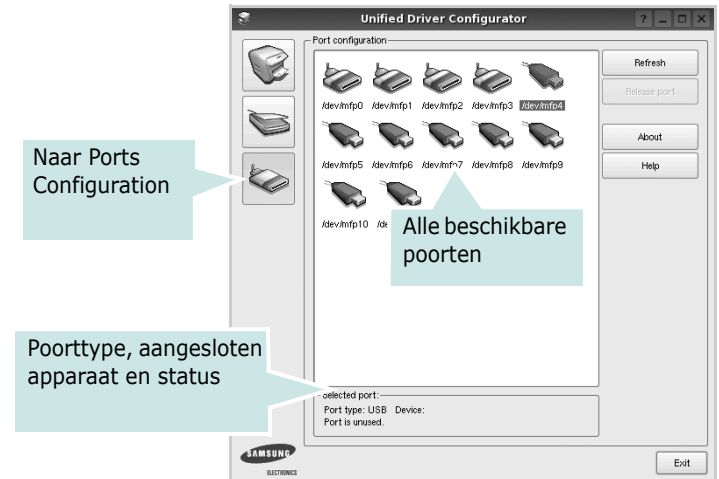 Unified Driver Configurator
Port configuration
/dev/mfp0 /dev/mfp1 /dev/mfp2 /dev/mfp3 /dev/mfp4
/dev/mfp5 /dev/mfp6 /dev/mfp7 /dev/mfp8 /dev/mfp9
/dev/mfp10
Refresh
Release port
About
Help
Naar Ports
Configuration
Alle beschikbare
poorten
Poorttype, aangesloten
apparaat en status
Selected port:
Port type: USB Device:
Port is unused.
SAMSUNG
ELECTRONICS
Exit